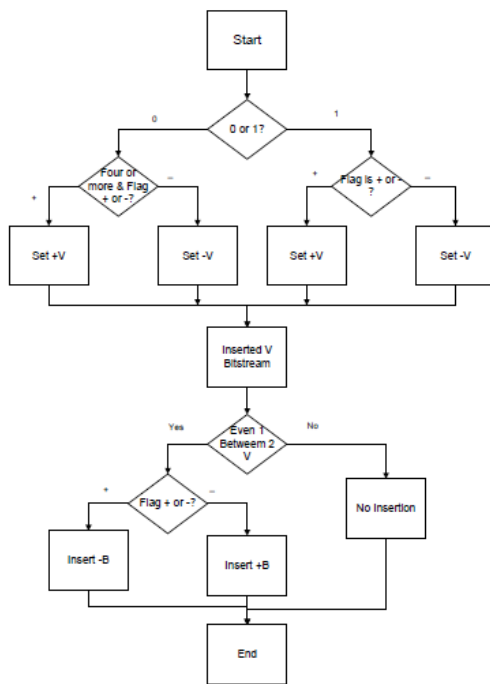 Start
0
0 or 1?
1
Four or
more & Flag
+ or -?
+
–
Flag is + or -
?
+
–
Set +V
Set -V
Set +V
Set -V
Inserted V
Bitstream
Yes
Even 1
Betweem 2
V
No
+
Flag + or -?
–
No Insertion
Insert -B
Insert +B
End